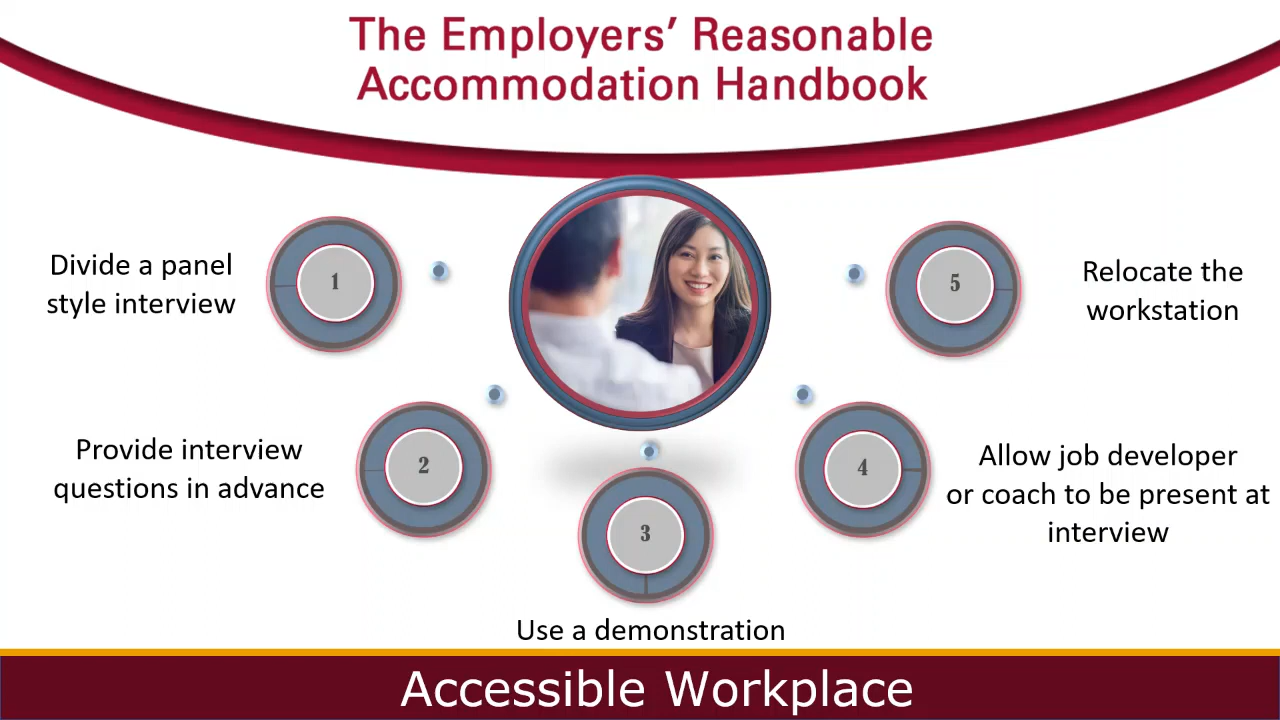 The Employers’ Reasonable
Accommodation Handbook
1
Divide a panel
style interview
2
Provide interview
questions in advance
3
Use a demonstration
4
Allow job developer
or coach to be present at
interview
5
Relocate the
workstation
Accessible Workplace